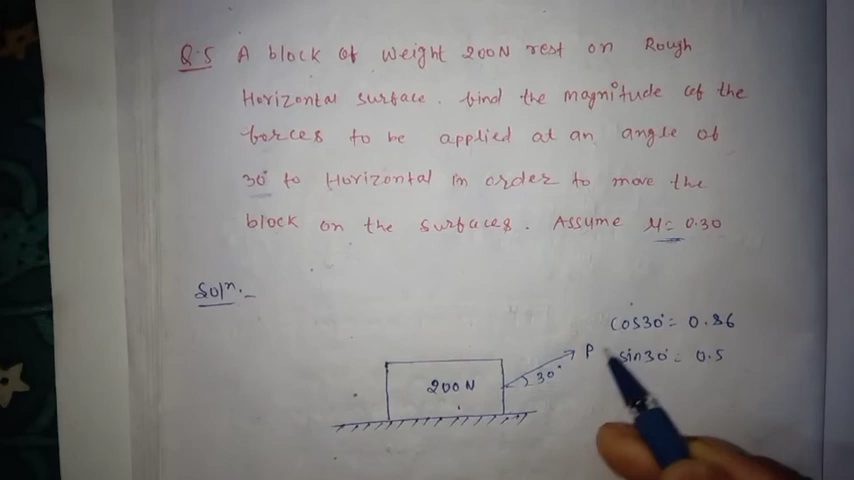 Q.5 A block of weight 200N rest on Rough
Horizontal surface. find the magnitude of the
forces to be applied at an angle of
30° to Horizontal in order to move the
block on the surfaces. Assume μ = 0.30
Solⁿ.–
cos30° = 0.86
P sin30° = 0.5
30°
200N